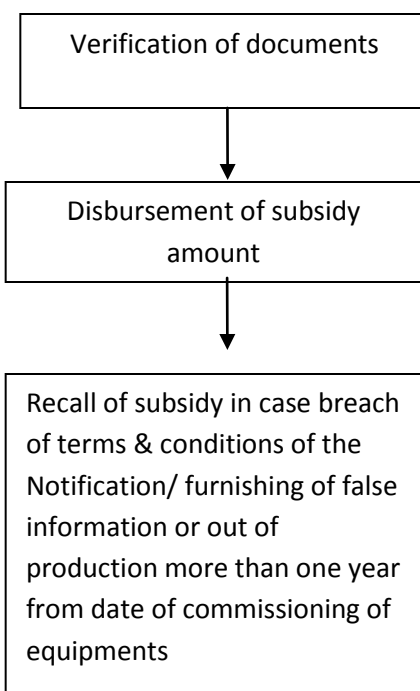 Verification of documents
Disbursement of subsidy
amount
Recall of subsidy in case breach
of terms & conditions of the
Notification/ furnishing of false
information or out of
production more than one year
from date of commissioning of
equipments